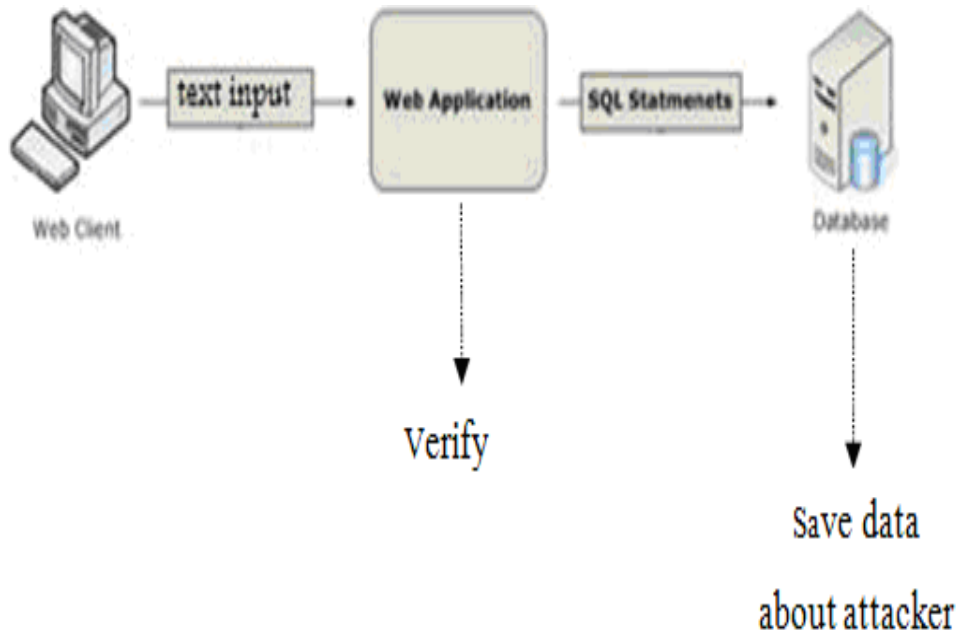 text input
Web Application
SQL Statmenets
Web Client
Database
Verify
Save data
about attacker